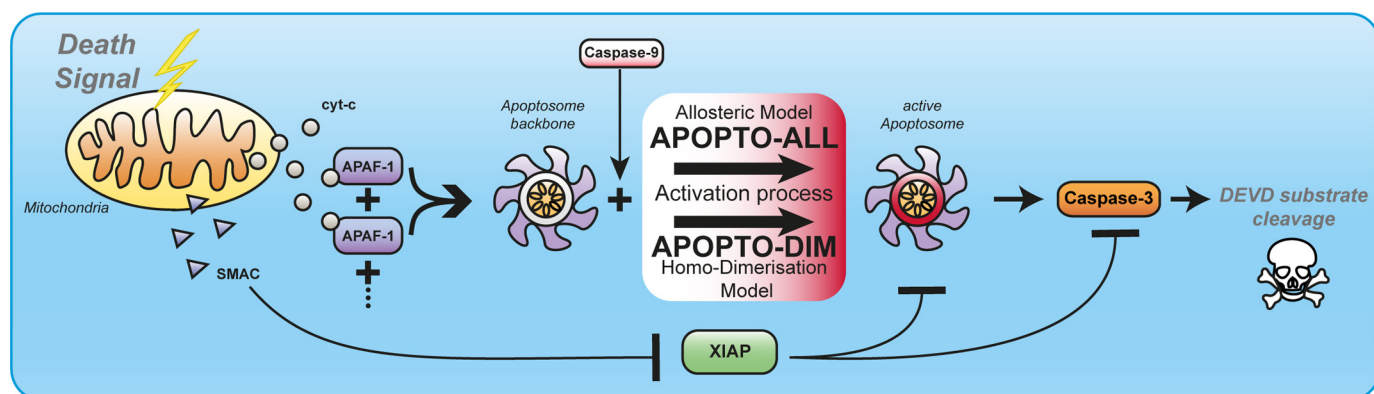 Death
Signal
cyt-c
Mitochondria
SMAC
APAF-1
+
APAF-1
+
Apoptosome
backbone
Caspase-9
+
Allosteric Model
APOPTO-ALL
Activation process
APOPTO-DIM
Homo-Dimerisation
Model
active
Apoptosome
Caspase-3
DEVD substrate
cleavage
XIAP